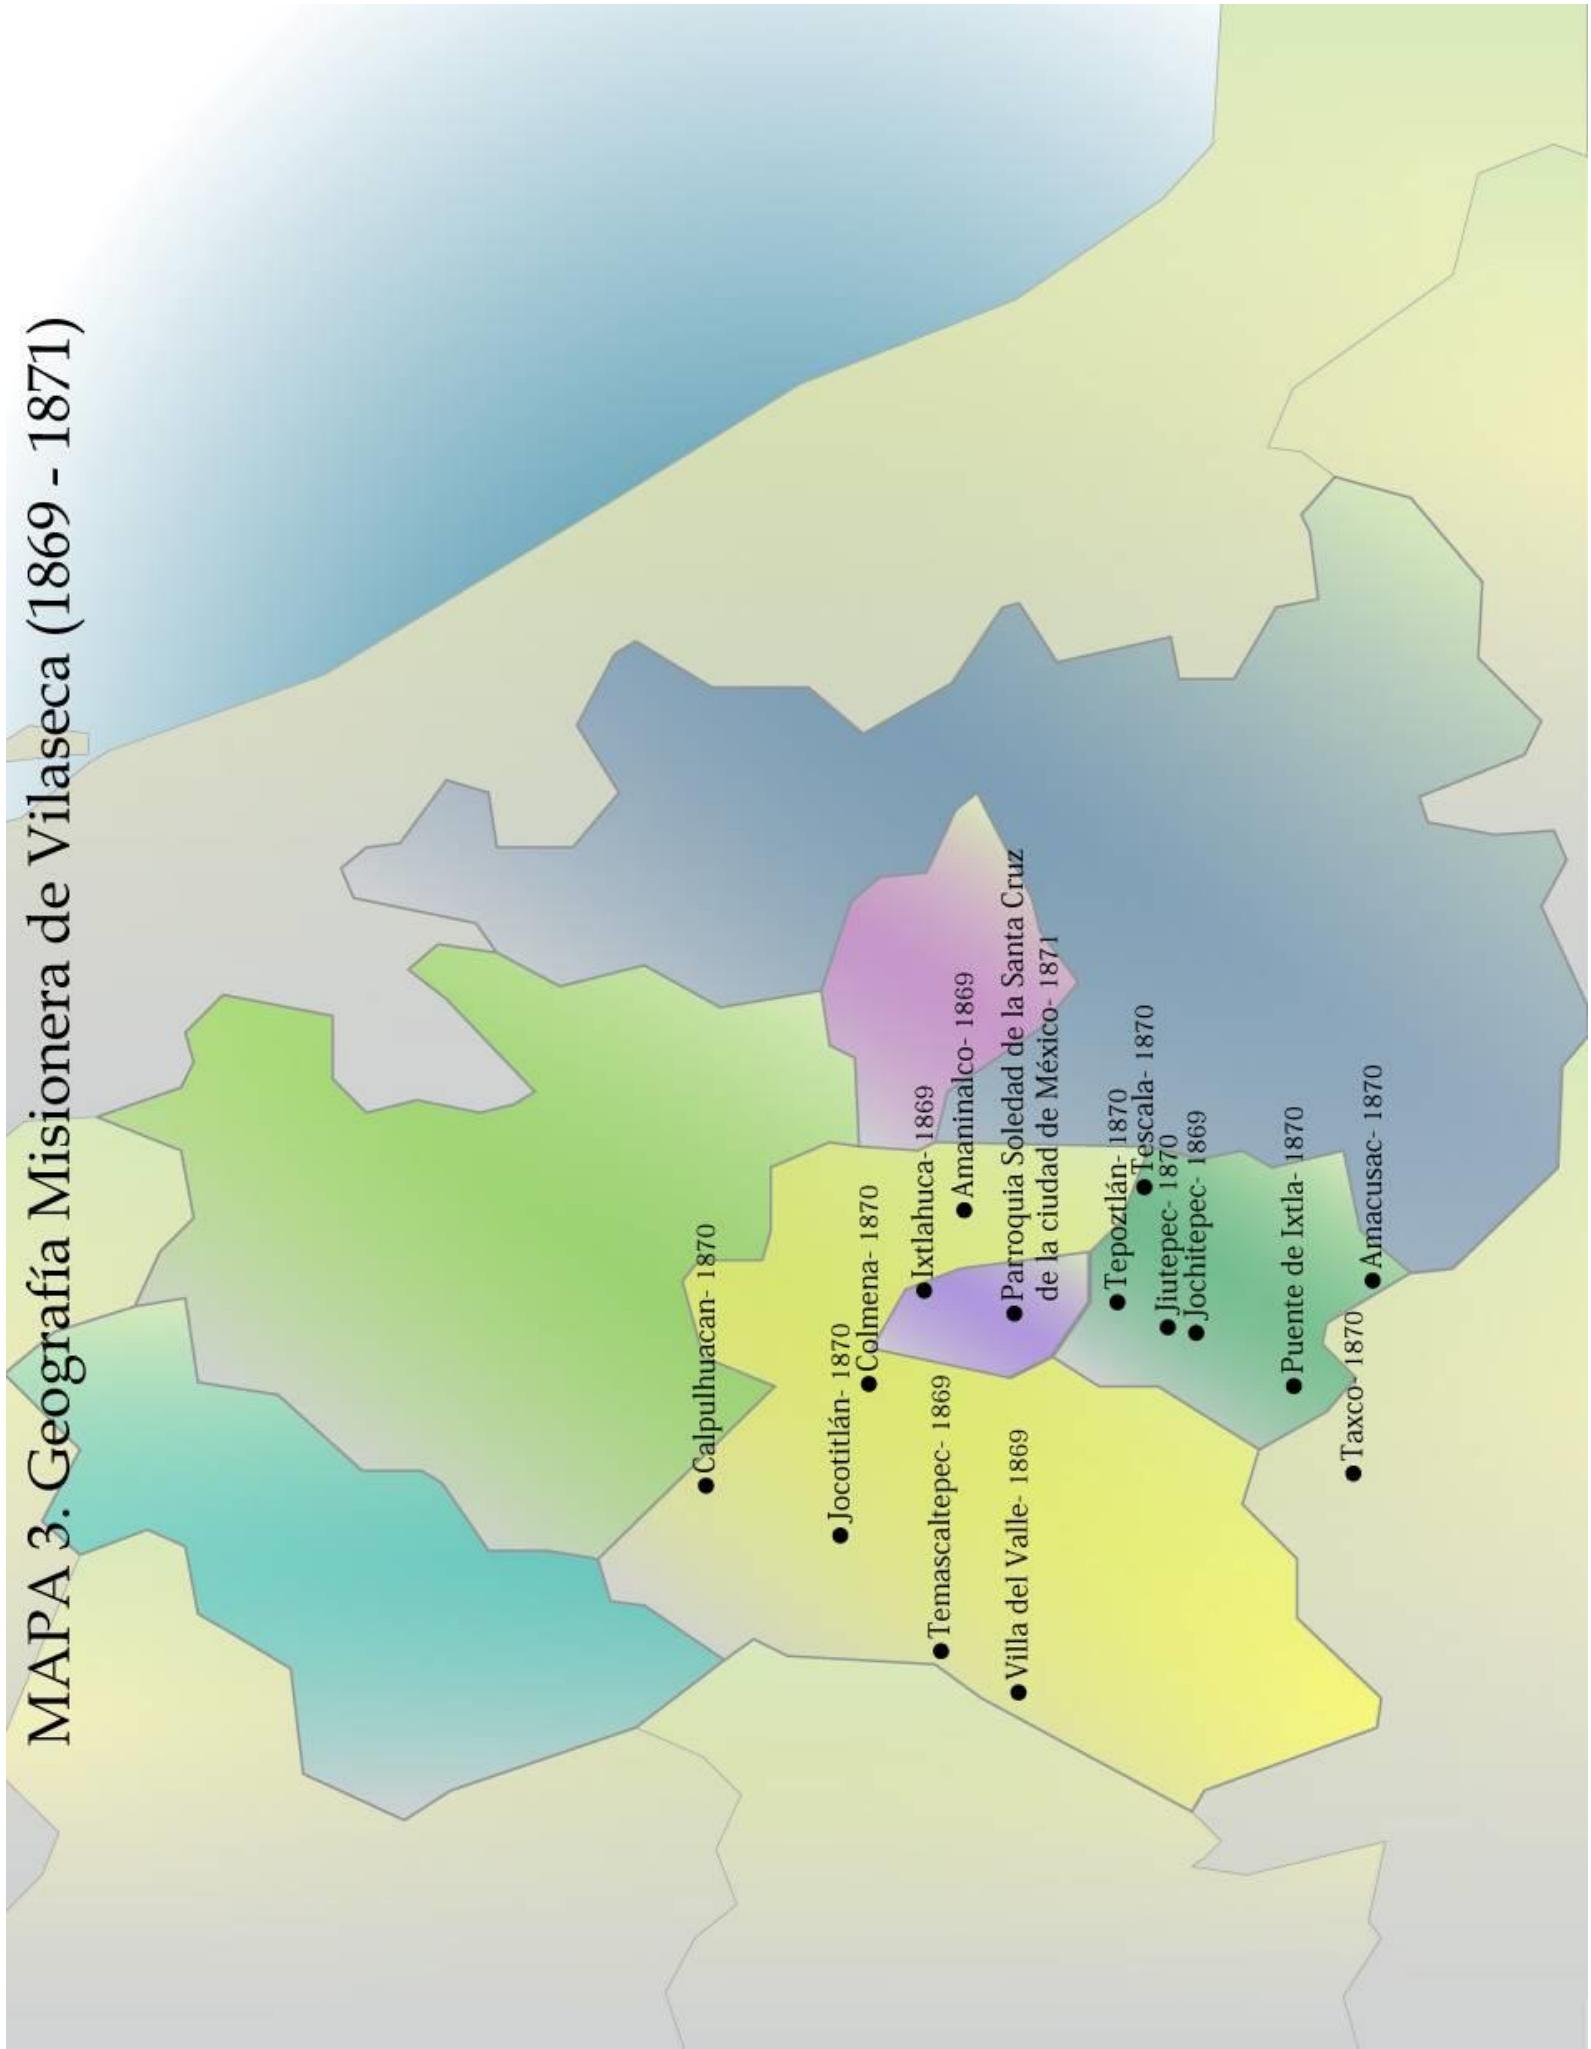 MAPA 3. Geografía Misionera de Vilaseca (1869 - 1871)
Calpulhuacan- 1870
Jocotitlán- 1870
Colmena- 1870
Ixtlahuca- 1869
Temascaltepec- 1869
Amaninalco- 1869
Villa del Valle- 1869
Parroquia Soledad de la Santa Cruz
de la ciudad de México- 1871
Tepoztlán- 1870
Tescala- 1870
Jiutepec- 1870
Jochitepec- 1869
Puente de Ixtla- 1870
Taxco- 1870
Amacusac- 1870